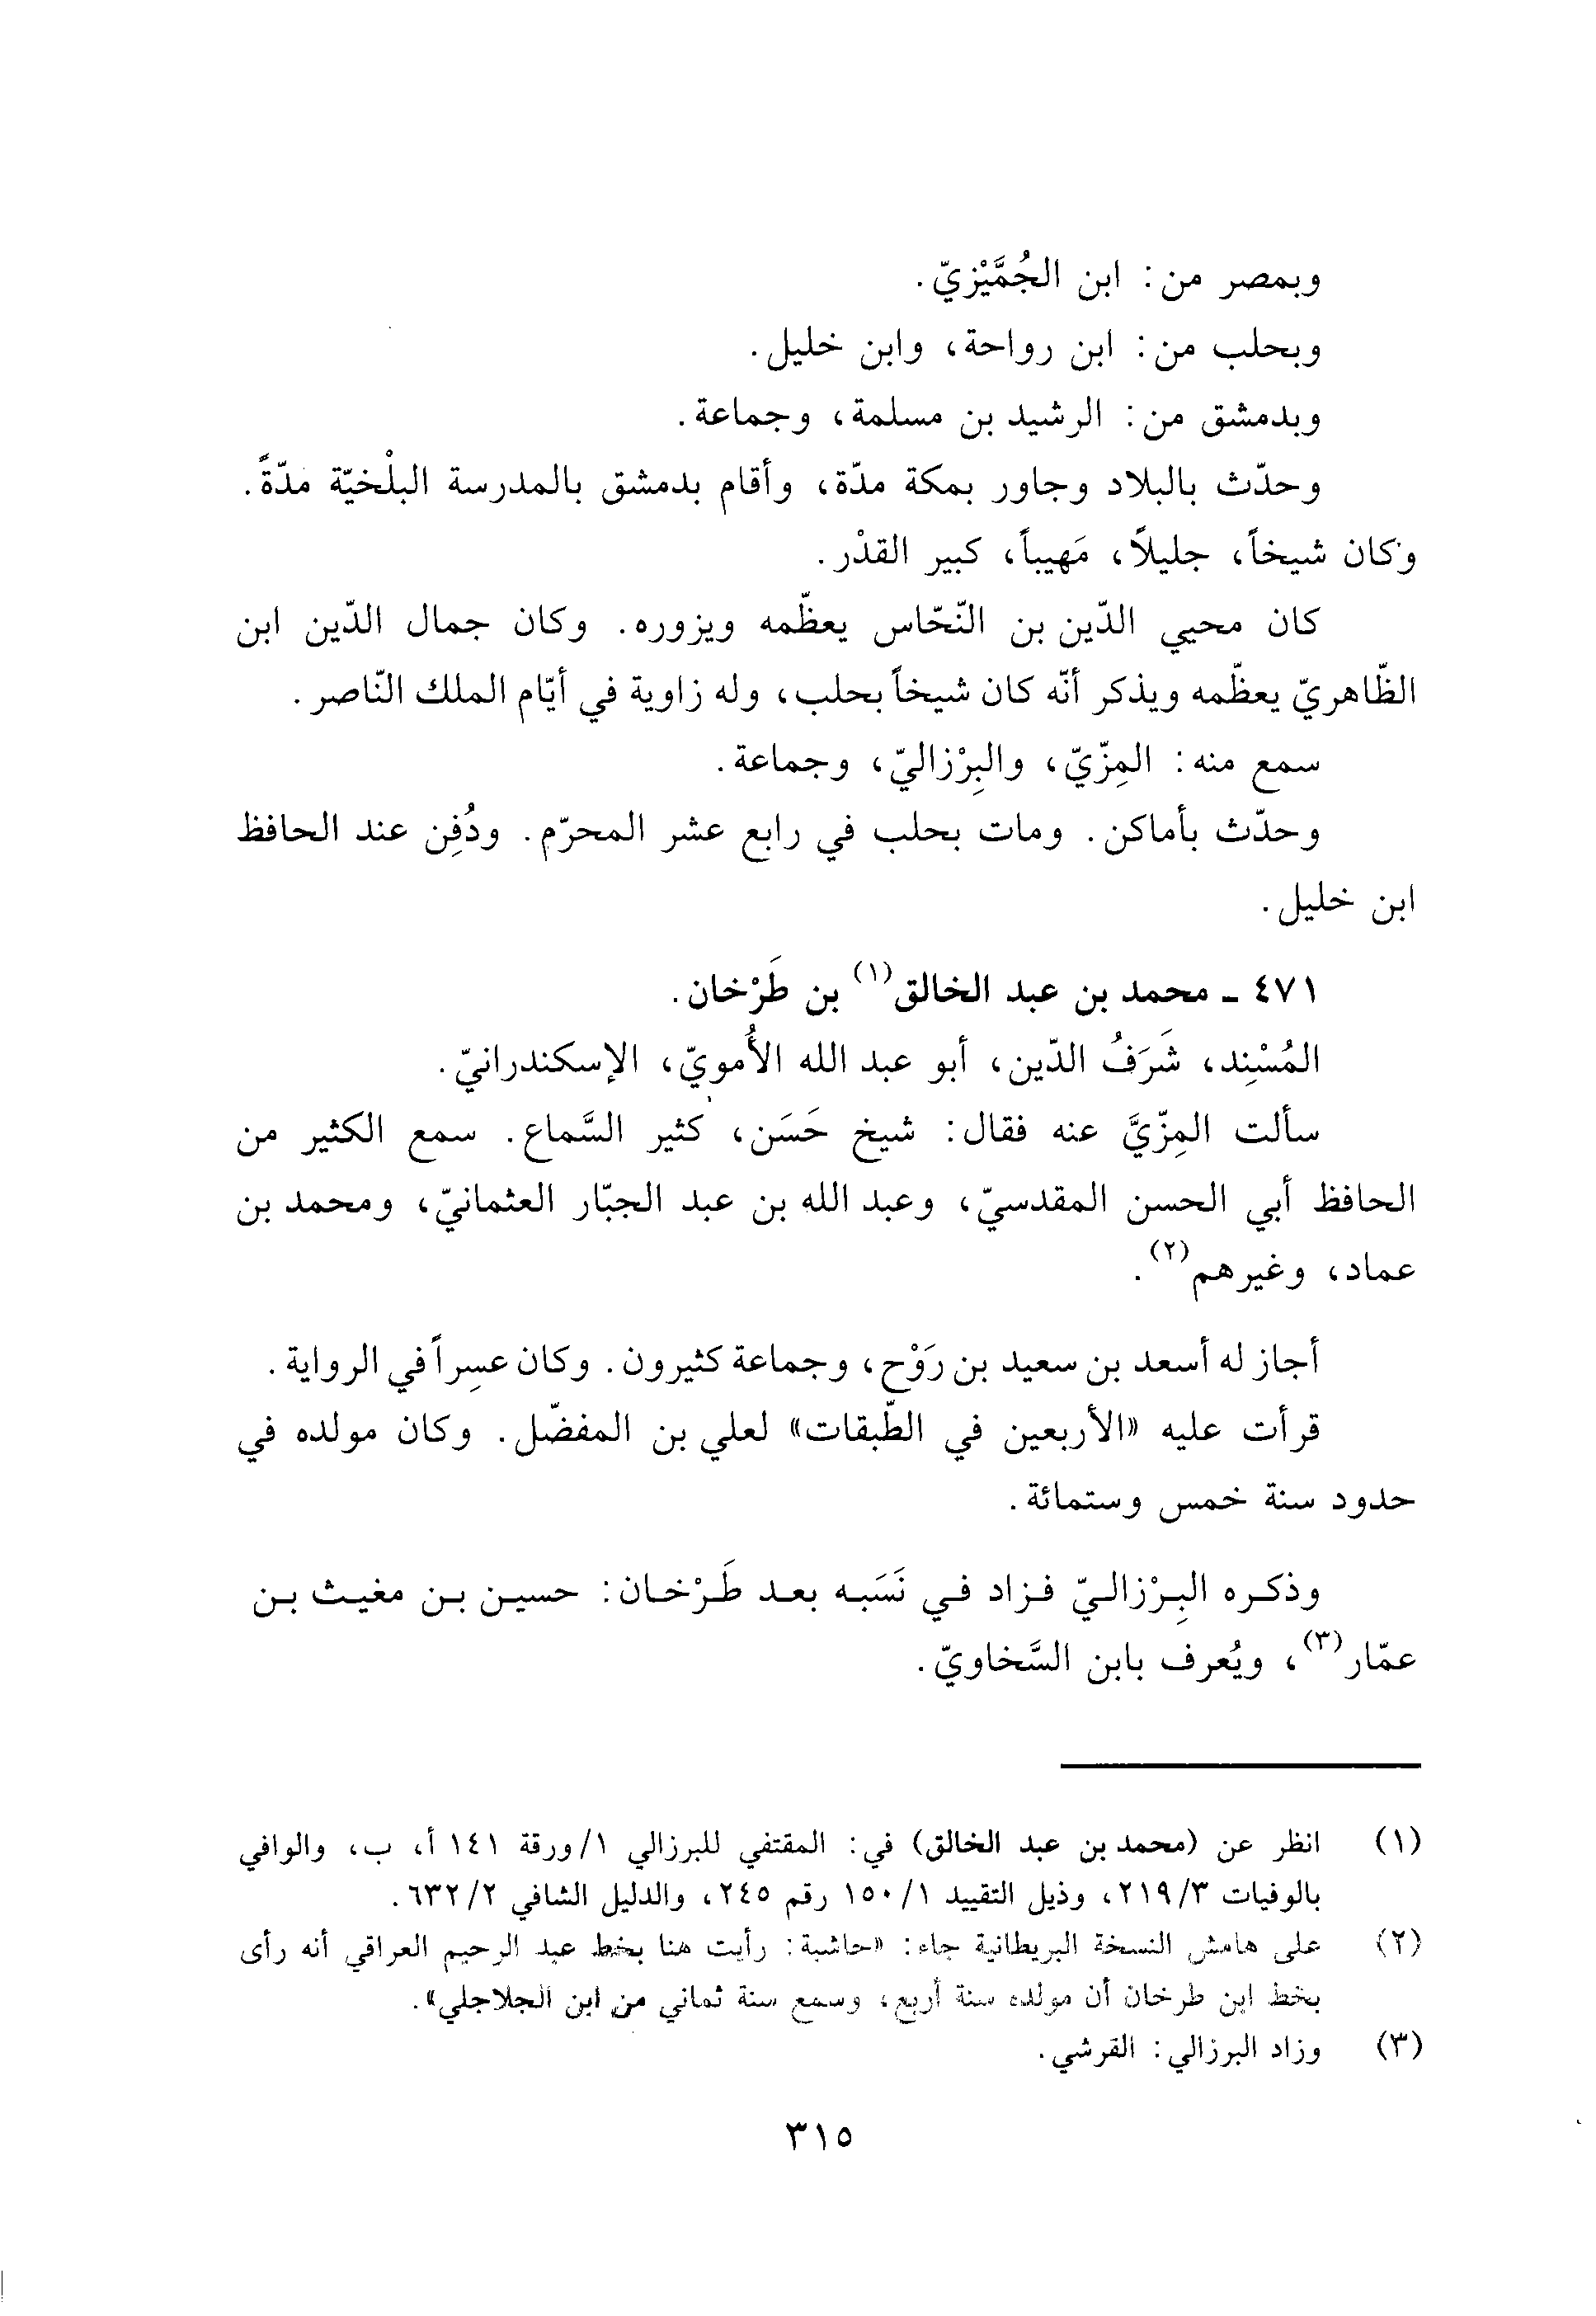 وبمصر من: ابن الجُمَّيْزيّ.
وبحلب من: ابن رواحة، وابن خليل.
وبدمشق من: الرشيد بن مسلمة، وجماعة.
وحدّث بالبلاد وجاور بمكة مدّة، وأقام بدمشق بالمدرسة البلْخيّة مدّةً.
وكان شيخاً، جليلاً، مَهيباً، كبير القدْر.
كان محيي الدّين بن النّحّاس يعظّمه ويزوره. وكان جمال الدّين ابن
الظّاهريّ يعظّمه ويذكر أنّه كان شيخاً بحلب، وله زاوية في أيّام الملك النّاصر.
سمع منه: المِزّيّ، والبِرْزاليّ، وجماعة.
وحدّث بأماكن. ومات بحلب في رابع عشر المحرّم. ودُفِن عند الحافظ
ابن خليل.
٤٧١ - محمد بن عبد الخالق(١) بن طَرْخان.
المُسْنِد، شَرَفُ الدّين، أبو عبد الله الأُمويّ، الإسكندرانيّ.
سألت المِزّيَّ عنه فقال: شيخ حَسَن، كثير السَّماع. سمع الكثير من
الحافظ أبي الحسن المقدسيّ، وعبد الله بن عبد الجبّار العثمانيّ، ومحمد بن
عماد، وغيرهم(٢).
أجاز له أسعد بن سعيد بن رَوْح، وجماعة كثيرون. وكان عسِراً في الرواية.
قرأت عليه «الأربعين في الطّبقات» لعلي بن المفضّل. وكان مولده في
حدود سنة خمس وستمائة.
وذكره البِرْزاليّ فزاد في نَسَبه بعد طَرْخان: حسين بن مغيث بن
عمّار(٣)، ويُعرف بابن السَّخاويّ.
(١) انظر عن (محمد بن عبد الخالق) في: المقتفي للبرزالي ١/ورقة ١٤١ أ، ب، والوافي
بالوفيات ٢١٩/٣، وذيل التقييد ١٥٠/١ رقم ٢٤٥، والدليل الشافي ٦٣٢/٢.
(٢) على هامش النسخة البريطانية جاء: «حاشية: رأيت هنا بخط عبد الرحيم العراقي أنه رأى
بخط ابن طرخان أن مولده سنة أربع، وسمع سنة ثماني من ابن الجلاجلي».
(٣) وزاد البرزالي: القرشي.
٣١٥